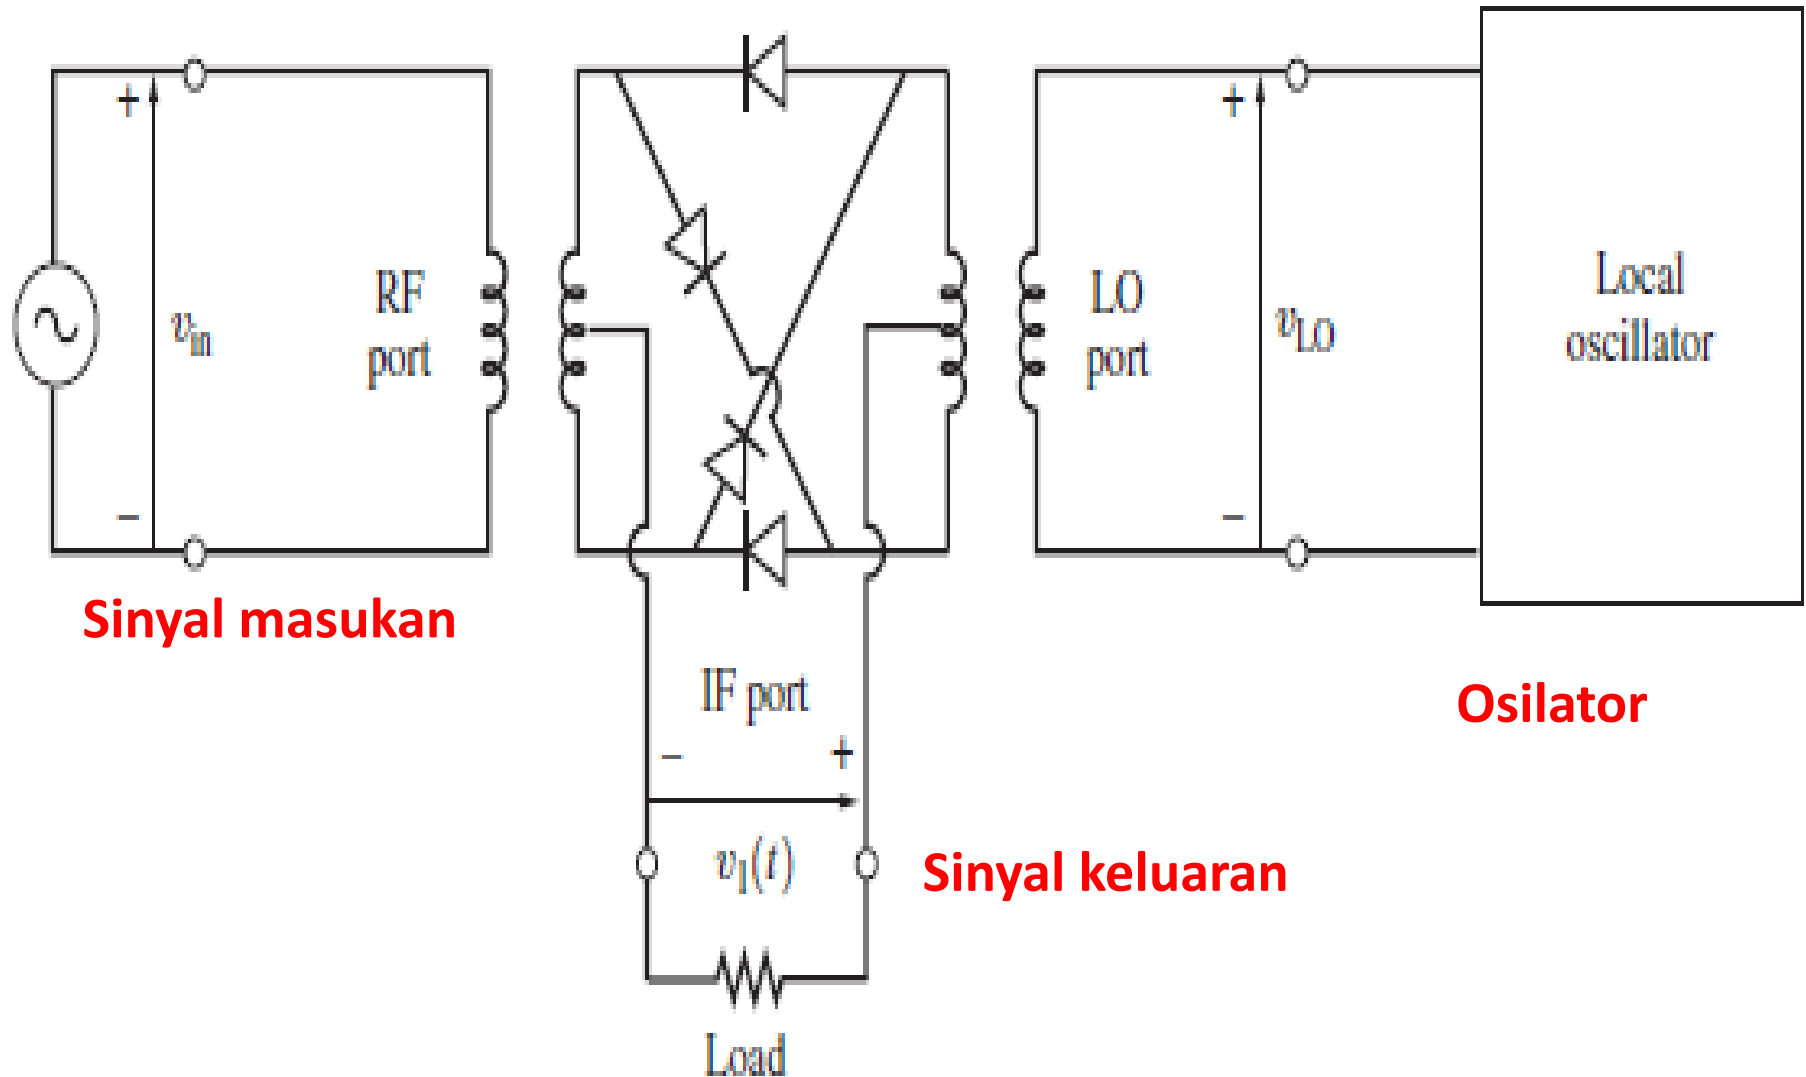 +
−
vin
RF
port
LO
port
+
−
vLO
Local
oscillator
Sinyal masukan
IF port
Osilator
− +
v1(t)
Sinyal keluaran
Load